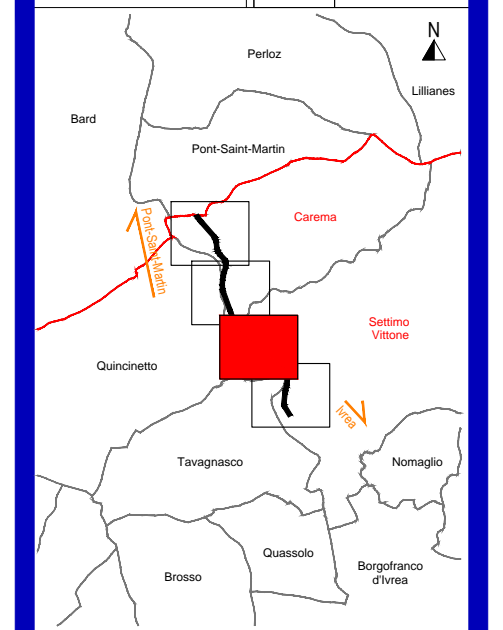 N
Perloz
Lillianes
Bard
Pont-Saint-Martin
Carema
Pont-Saint-Martin
Settimo
Vittone
Quincinetto
Ivrea
Tavagnasco
Nomaglio
Quassolo
Borgofranco
d'Ivrea
Brosso